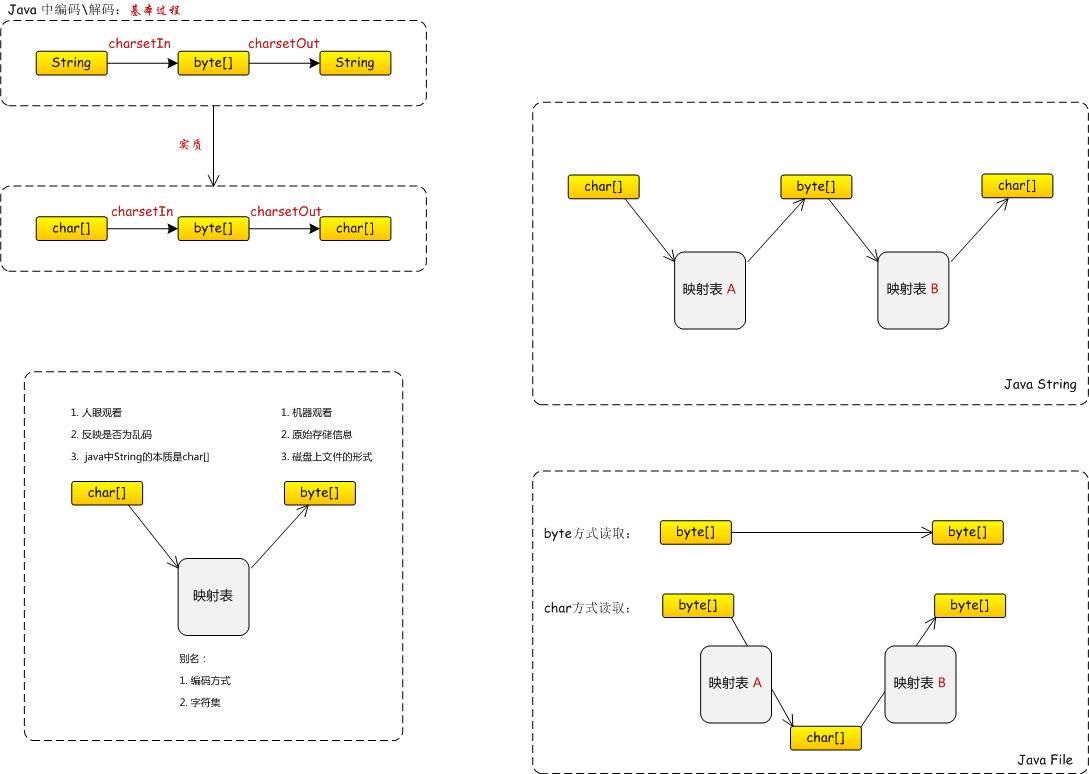 Java 中编码\解码：基本过程
charsetIn charsetOut
String byte[] String
实质
charsetIn charsetOut
char[] byte[] char[]
char[] byte[] char[]
映射表 A 映射表 B
Java String
1. 人眼观看
2. 反映是否为乱码
3. java中String的本质是char[]
1. 机器观看
2. 原始存储信息
3. 磁盘上文件的形式
char[] byte[]
映射表
别名：
1. 编码方式
2. 字符集
byte方式读取： byte[] byte[]
char方式读取： byte[] byte[]
映射表 A 映射表 B
char[]
Java File